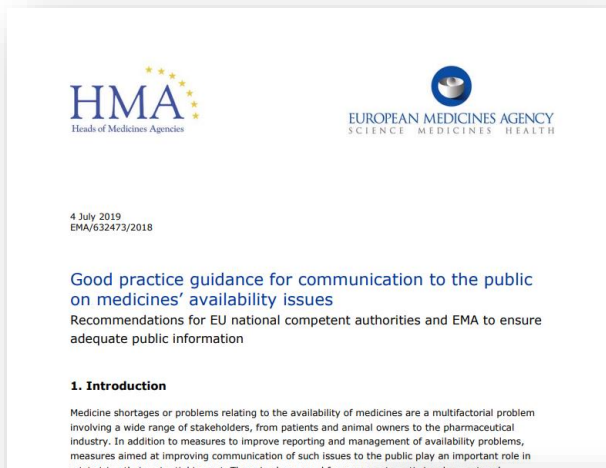 HMA
Heads of Medicines Agencies
EUROPEAN MEDICINES AGENCY
SCIENCE MEDICINES HEALTH
4 July 2019
EMA/632473/2018
Good practice guidance for communication to the public
on medicines' availability issues
Recommendations for EU national competent authorities and EMA to ensure
adequate public information
1. Introduction
Medicine shortages or problems relating to the availability of medicines are a multifactorial problem
involving a wide range of stakeholders, from patients and animal owners to the pharmaceutical
industry. In addition to measures to improve reporting and management of availability problems,
measures aimed at improving communication of such issues to the public play an important role in